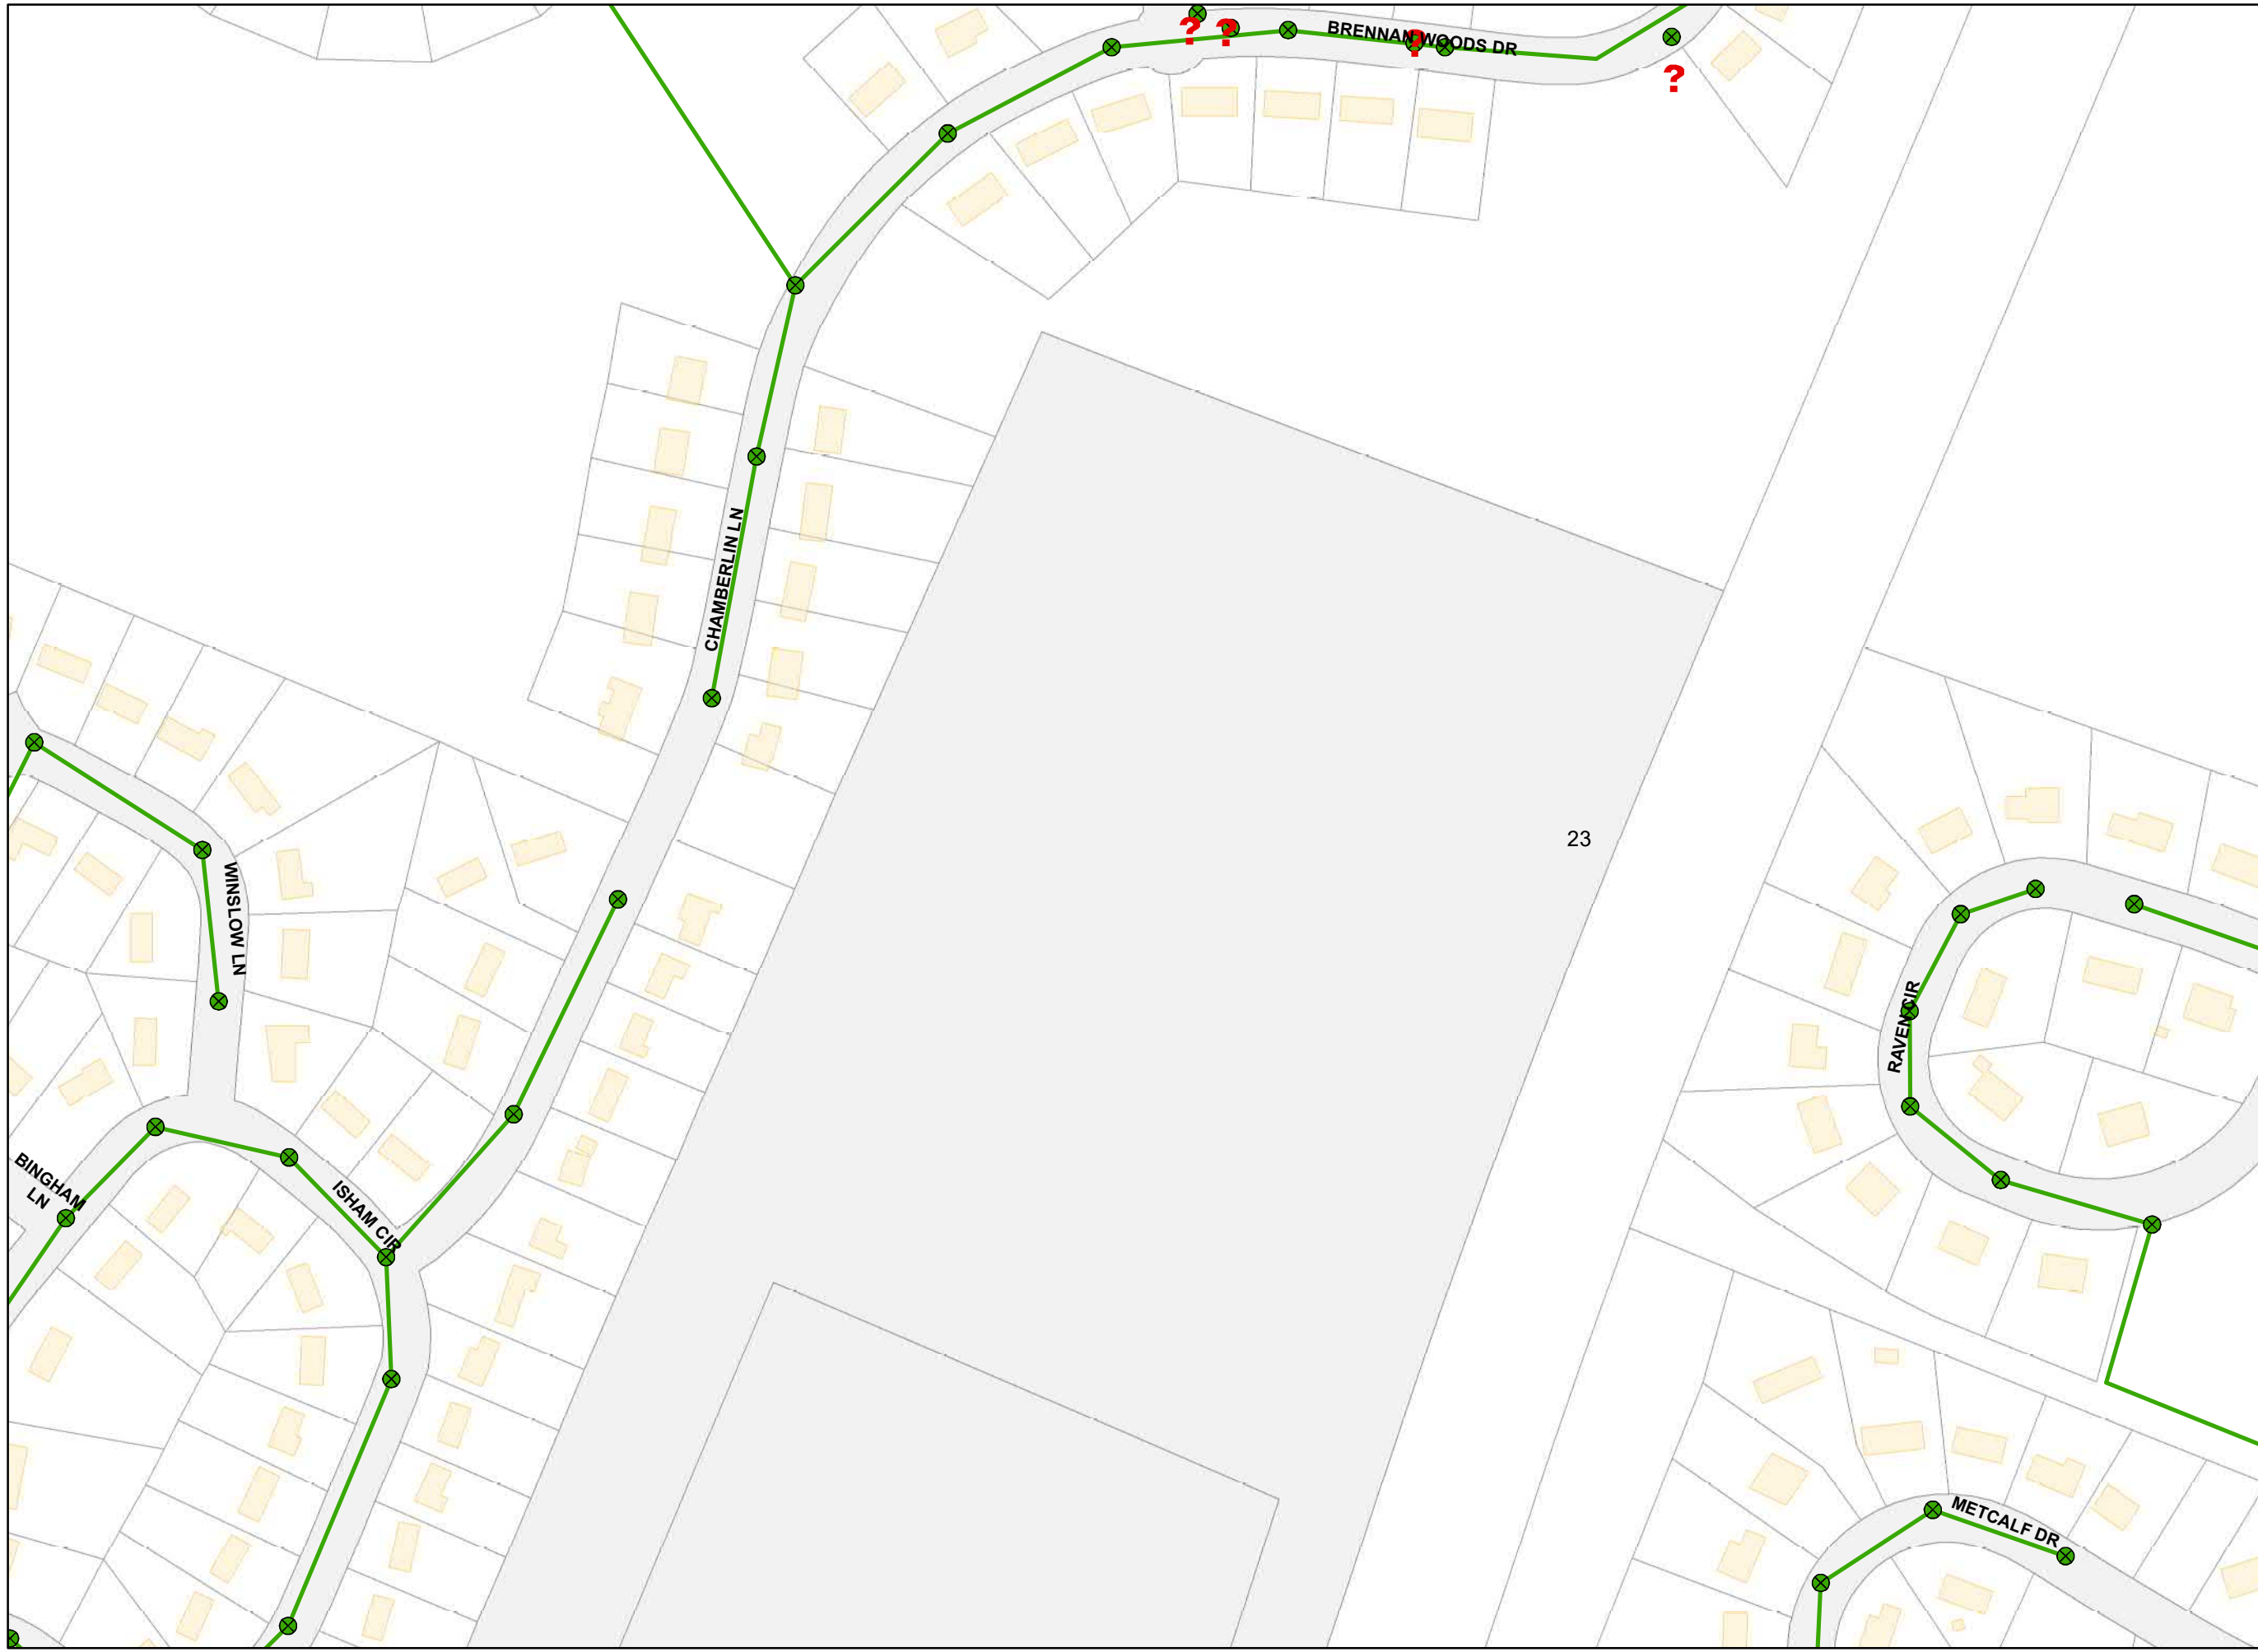 ? ? ? BRENNAN WOODS DR
?
CHAMBERLIN LN
23
WINSLOW LN
RAVEN CIR
BINGHAM
LN
ISHAM CIR
METCALF DR